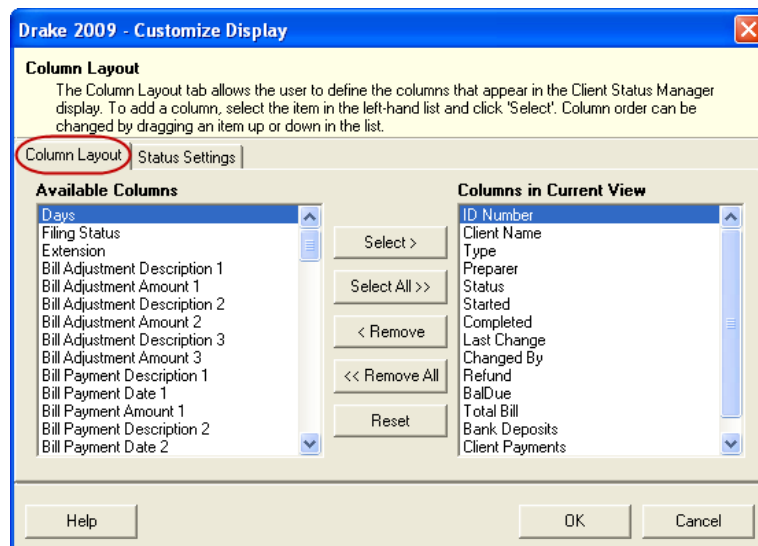 Drake 2009 - Customize Display
Column Layout
The Column Layout tab allows the user to define the columns that appear in the Client Status Manager
display. To add a column, select the item in the left-hand list and click 'Select'. Column order can be
changed by dragging an item up or down in the list.
Column Layout
Status Settings
Available Columns
Days
Filing Status
Extension
Bill Adjustment Description 1
Bill Adjustment Amount 1
Bill Adjustment Description 2
Bill Adjustment Amount 2
Bill Adjustment Description 3
Bill Adjustment Amount 3
Bill Payment Description 1
Bill Payment Date 1
Bill Payment Amount 1
Bill Payment Description 2
Bill Payment Date 2
Select >
Select All >>
< Remove
<< Remove All
Reset
Columns in Current View
ID Number
Client Name
Type
Preparer
Status
Started
Completed
Last Change
Changed By
Refund
BalDue
Total Bill
Bank Deposits
Client Payments
Help
OK
Cancel